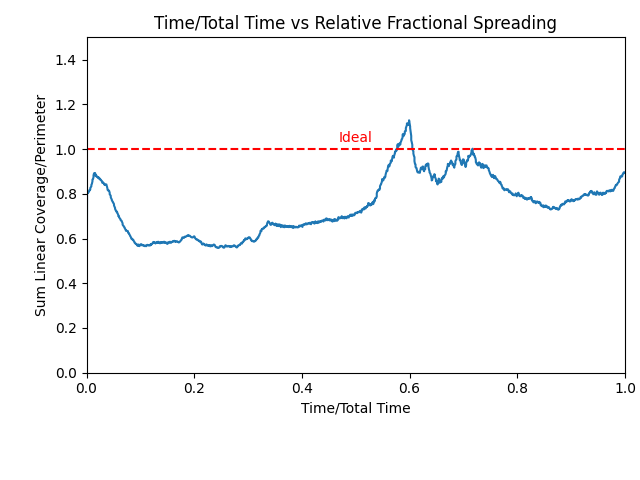 Time/Total Time vs Relative Fractional Spreading
Sum Linear Coverage/Perimeter
1.4
1.2
1.0
0.8
0.6
0.4
0.2
0.0
Ideal
0.0 0.2 0.4 0.6 0.8 1.0
Time/Total Time